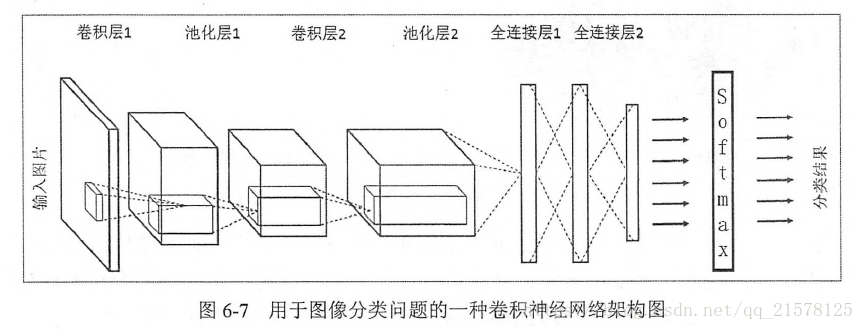 卷积层1 池化层1 卷积层2 池化层2 全连接层1 全连接层2
输入图片
Softmax
分类结果
图 6-7 用于图像分类问题的一种卷积神经网络架构图
sdn.net/qq_21578125